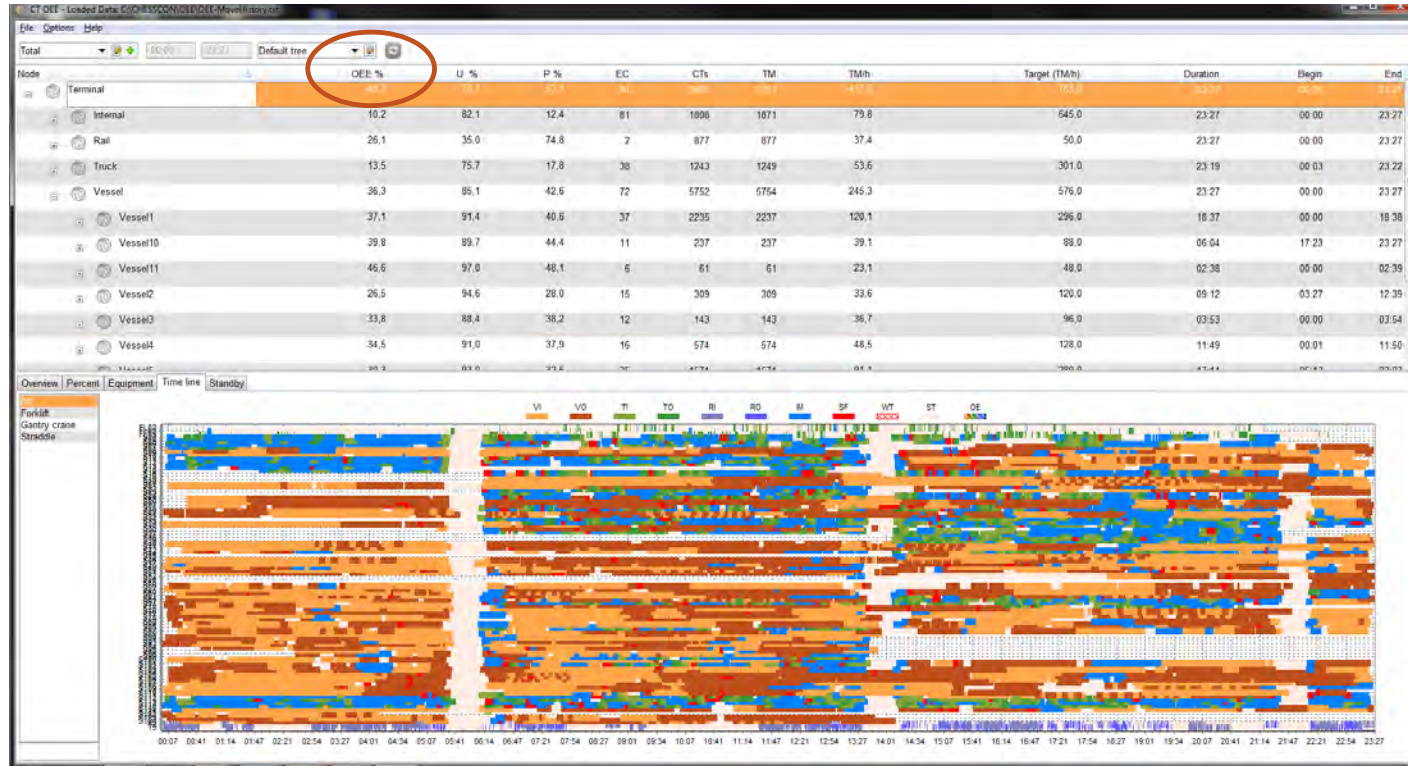 CT OEE - Loaded Data: C:\CHESSCON\OEE\OEE-MoveHistory.txt
File Options Help
Total 00:00 23:27 Default tree
Node OEE % U % P % EC CTs TM TM/h Target (TM/h) Duration Begin End
Terminal
Internal 10,2 82,1 12,4 81 1808 1871 79,8 645,0 23:27 00:00 23:27
Rail 26,1 35,0 74,8 2 877 877 37,4 50,0 23:27 00:00 23:27
Truck 13,5 75,7 17,8 38 1243 1249 53,6 301,0 23:19 00:03 23:22
Vessel 36,3 85,1 42,6 72 5752 5754 245,3 576,0 23:27 00:00 23:27
Vessel1 37,1 91,4 40,6 37 2235 2237 120,1 296,0 18:37 00:00 18:38
Vessel10 39,8 89,7 44,4 11 237 237 39,1 88,0 06:04 17:23 23:27
Vessel11 46,6 97,0 48,1 6 61 61 23,1 48,0 02:38 00:00 02:39
Vessel2 26,5 94,6 28,0 15 309 309 33,6 120,0 09:12 03:27 12:39
Vessel3 33,8 88,4 38,2 12 143 143 36,7 96,0 03:53 00:00 03:54
Vessel4 34,5 91,0 37,9 16 574 574 48,5 128,0 11:49 00:01 11:50
Overview Percent Equipment Time line Standby
VI VO TI TO RI RO IM SF WT ST OE
Forklift
Gantry crane
Straddle
00:07 00:41 01:14 01:47 02:21 02:54 03:27 04:01 04:34 05:07 05:41 06:14 06:47 07:21 07:54 08:27 09:01 09:34 10:07 10:41 11:14 11:47 12:21 12:54 13:27 14:01 14:34 15:07 15:41 16:14 16:47 17:21 17:54 18:27 19:01 19:34 20:07 20:41 21:14 21:47 22:21 22:54 23:27